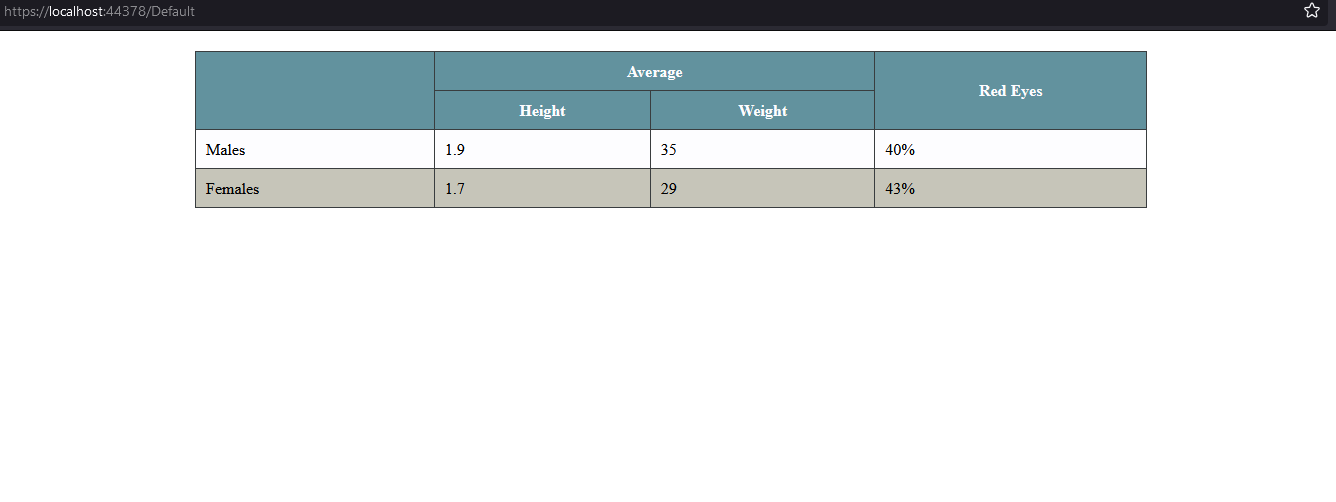 https://localhost:44378/Default
Average
Red Eyes
Height Weight
Males 1.9 35 40%
Females 1.7 29 43%